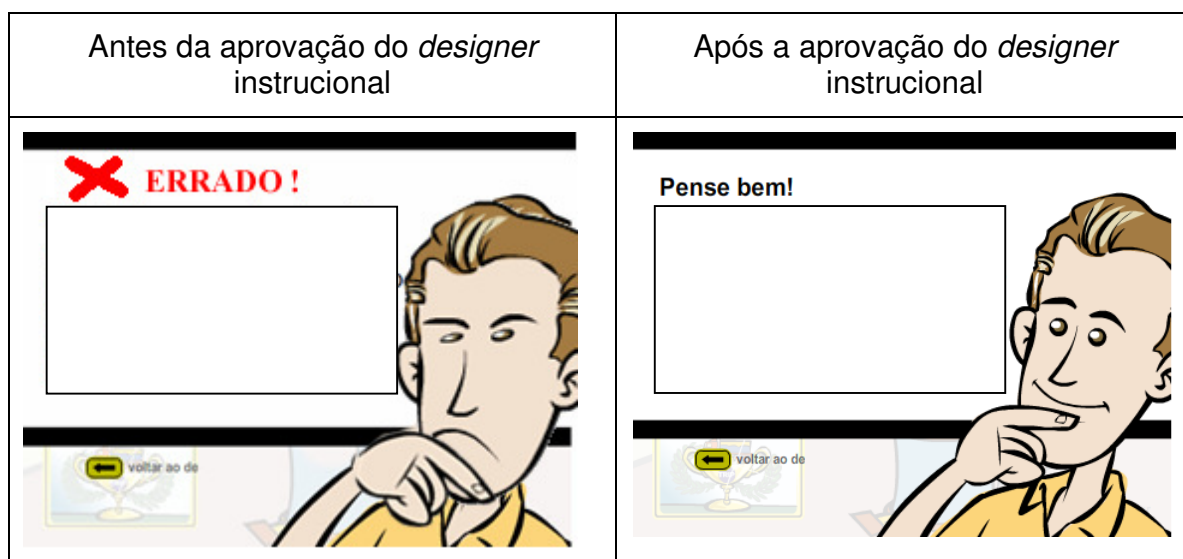 Antes da aprovação do designer
instrucional
Após a aprovação do designer
instrucional
ERRADO !
voltar ao de
Pense bem!
voltar ao de